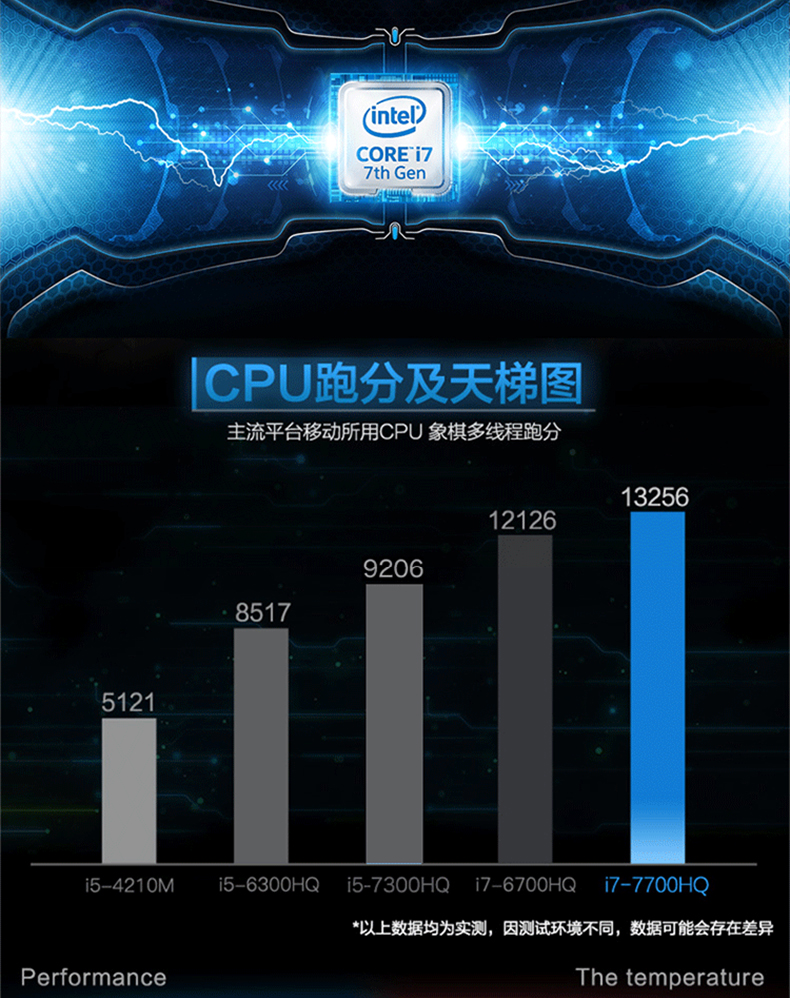 intel
CORE™ i7
7th Gen
CPU跑分及天梯图
主流平台移动所用CPU 象棋多线程跑分
13256
12126
9206
8517
5121
i5-4210M i5-6300HQ i5-7300HQ i7-6700HQ i7-7700HQ
*以上数据均为实测，因测试环境不同，数据可能会存在差异
Performance The temperature